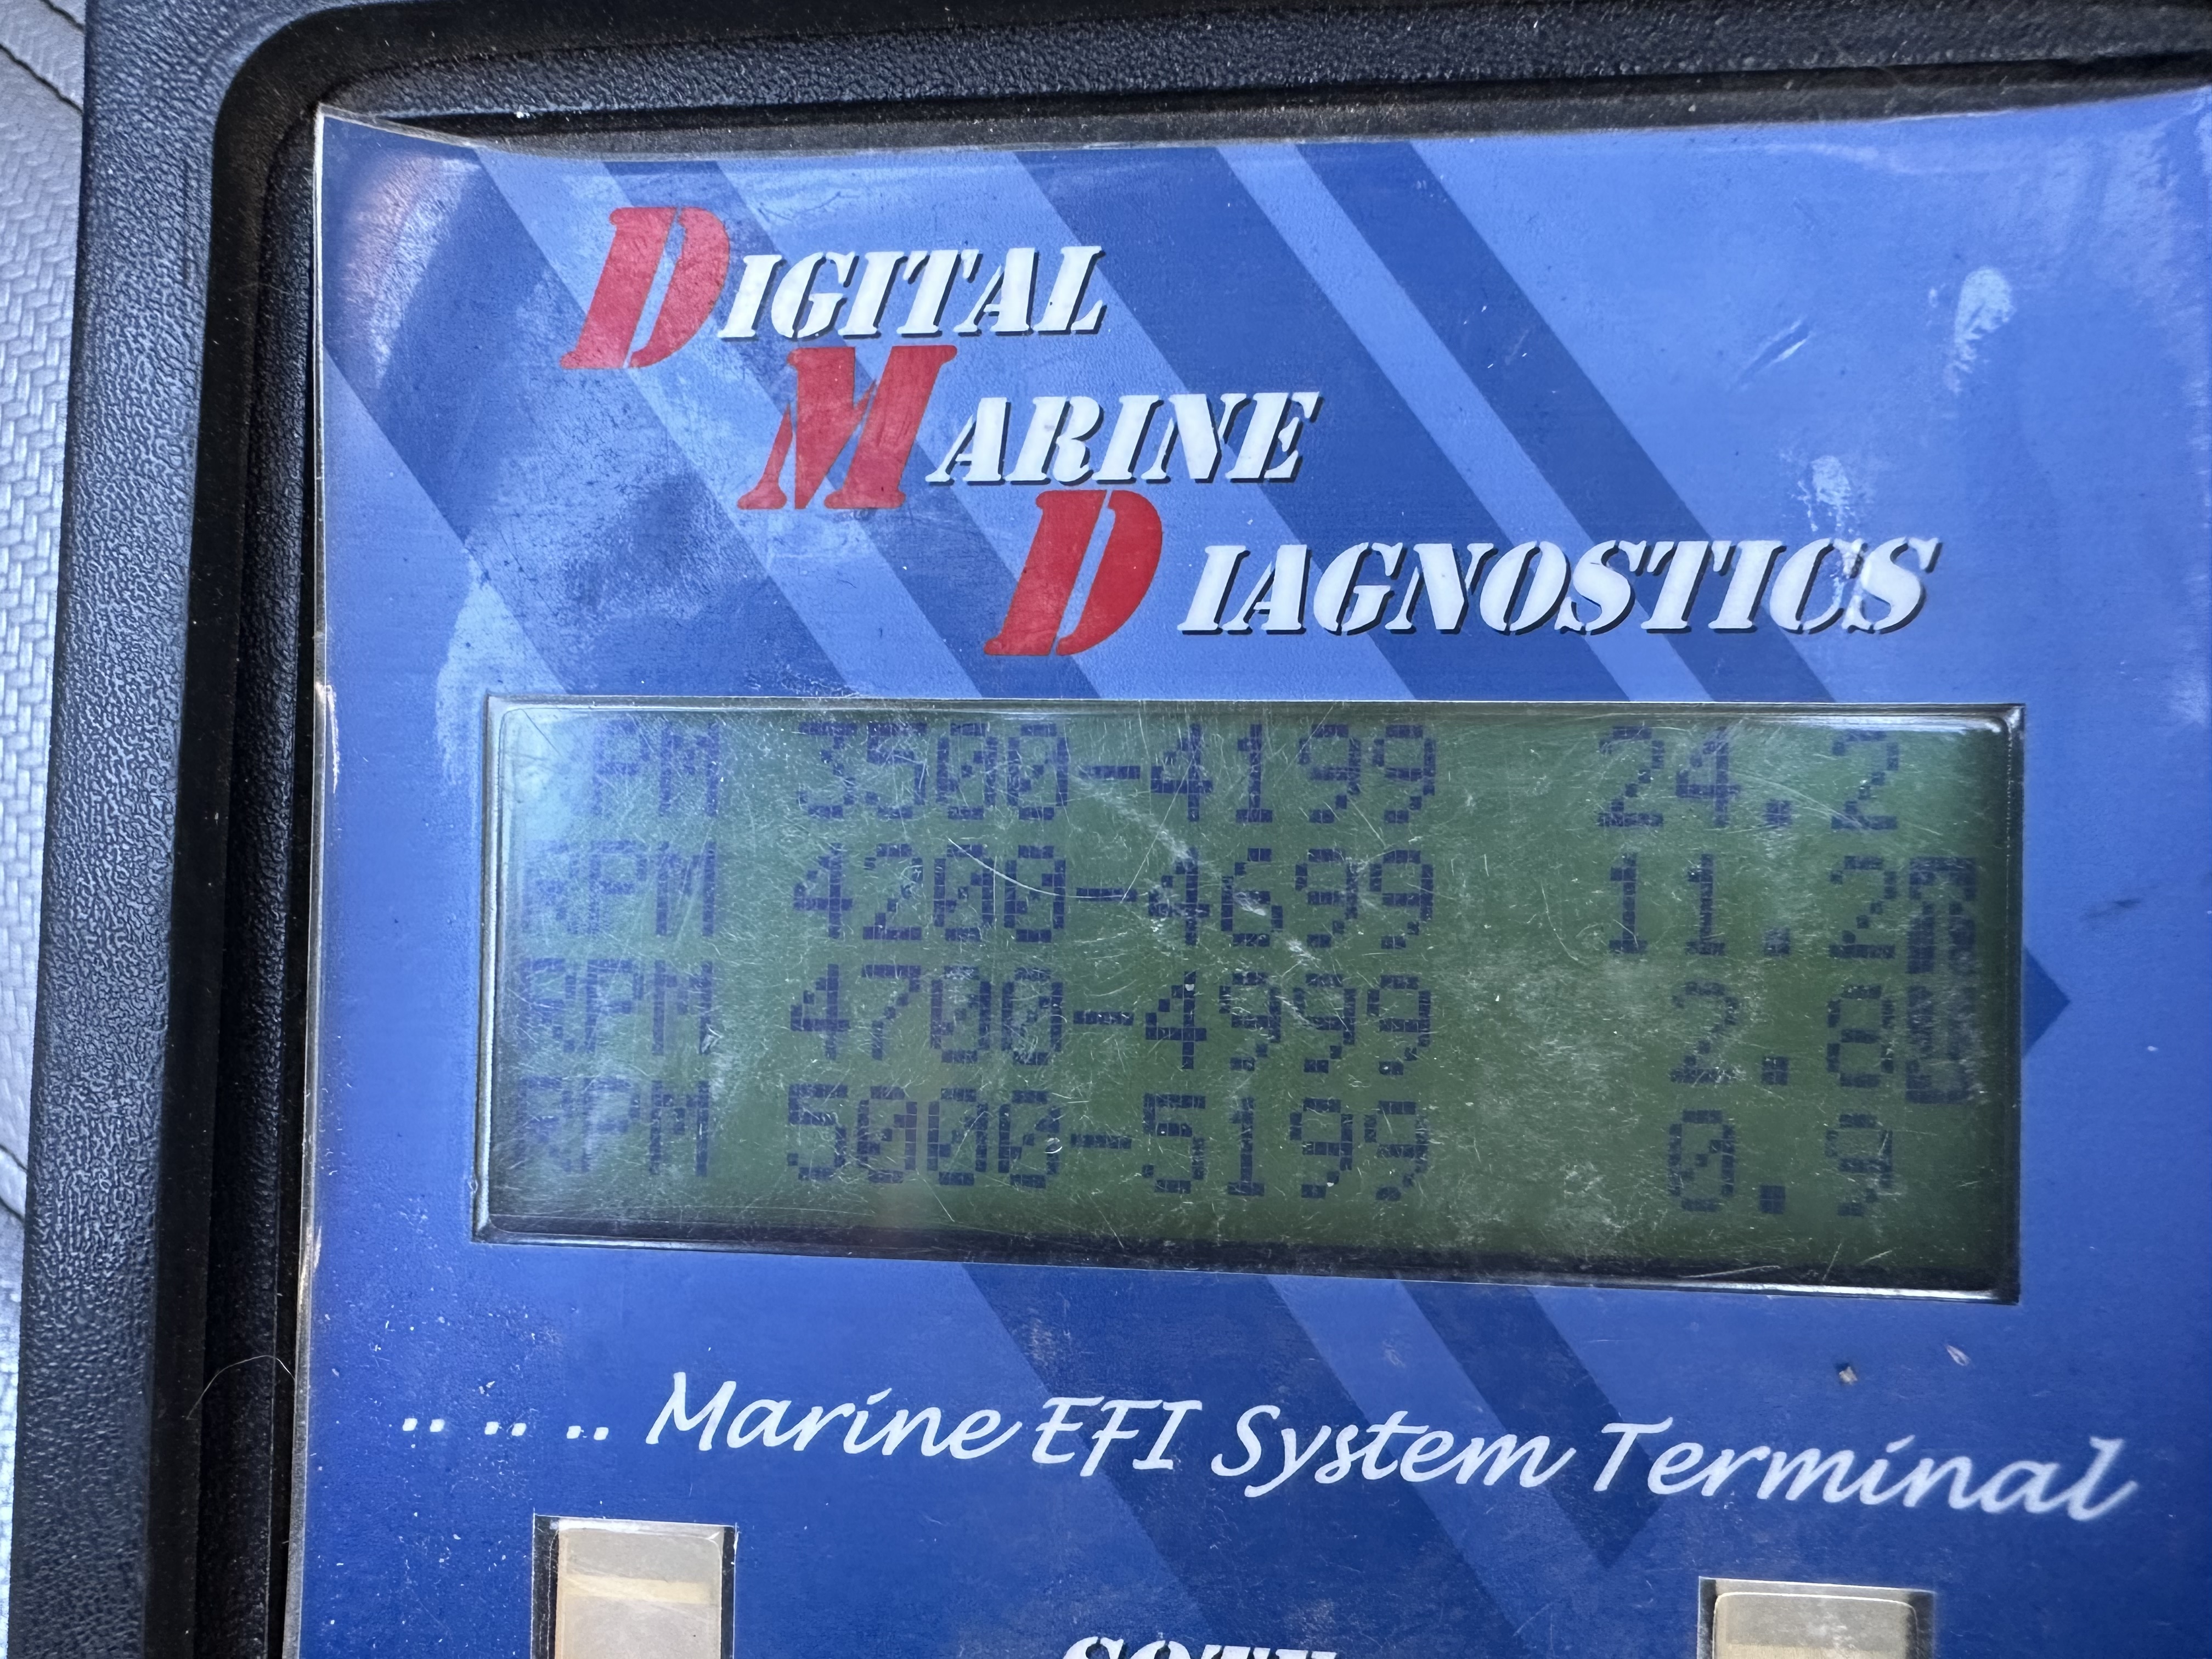 DIGITAL
MARINE
DIAGNOSTICS
RPM 3500-4199 24.2
RPM 4200-4699 11.2
RPM 4700-4999 2.8
RPM 5000-5199 0.9
.. .. .. Marine EFI System Terminal